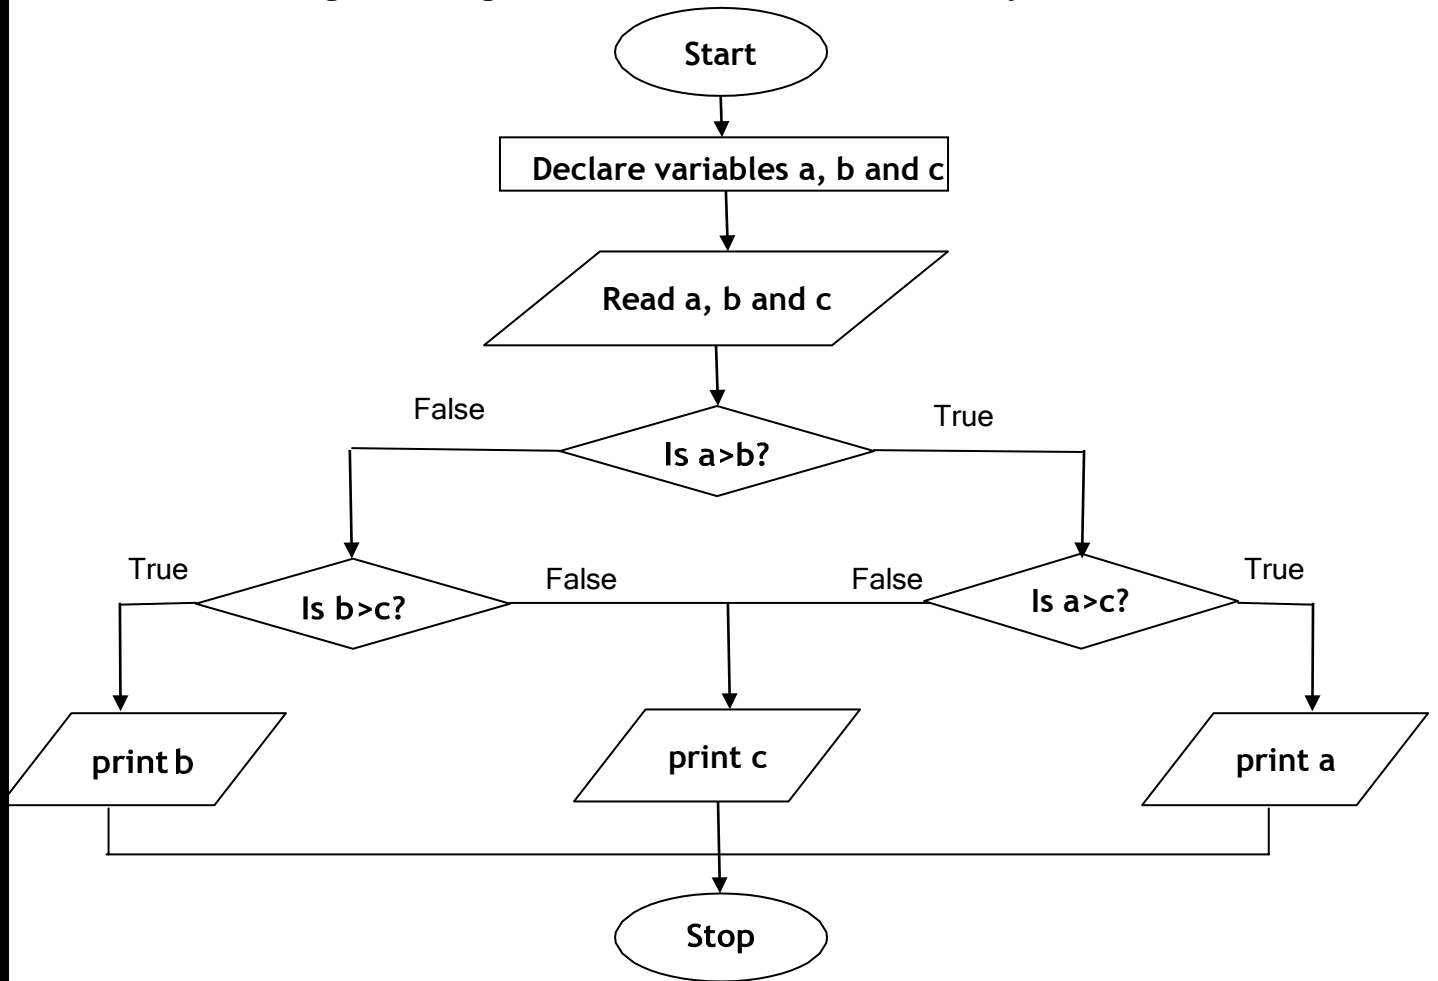 Start
Declare variables a, b and c
Read a, b and c
False
True
Is a>b?
True
False
False
True
Is b>c?
Is a>c?
print b
print c
print a
Stop